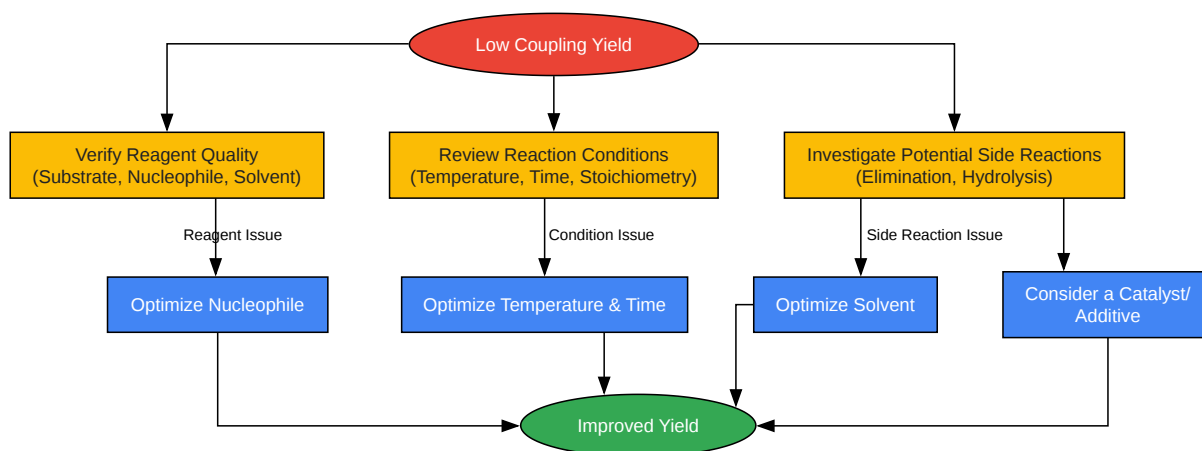 Low Coupling Yield
Verify Reagent Quality
(Substrate, Nucleophile, Solvent)
Review Reaction Conditions
(Temperature, Time, Stoichiometry)
Investigate Potential Side Reactions
(Elimination, Hydrolysis)
Reagent Issue
Condition Issue
Side Reaction Issue
Optimize Nucleophile
Optimize Temperature & Time
Optimize Solvent
Consider a Catalyst/
Additive
Improved Yield